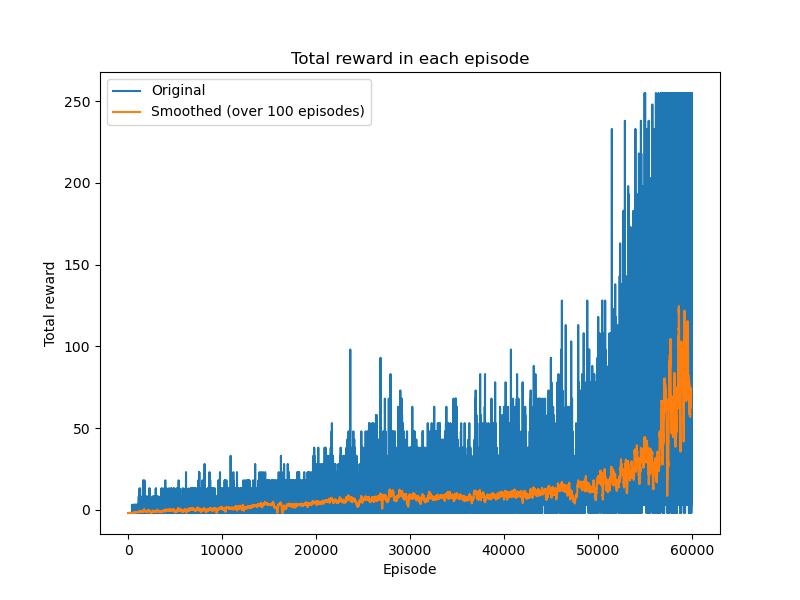 Total reward in each episode
Original
Smoothed (over 100 episodes)
Total reward
250
200
150
100
50
0
0 10000 20000 30000 40000 50000 60000
Episode